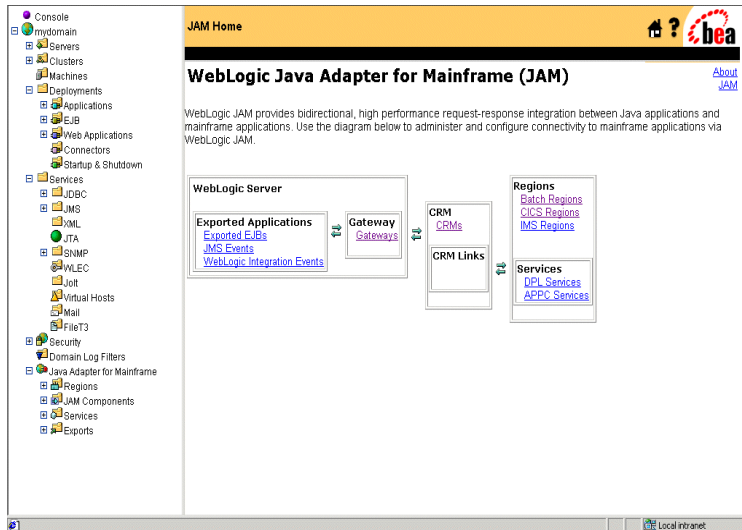 Console
mydomain
Servers
Clusters
Machines
Deployments
Applications
EJB
Web Applications
Connectors
Startup & Shutdown
Services
JDBC
JMS
XML
JTA
SNMP
WLEC
Jolt
Virtual Hosts
Mail
FileT3
Security
Domain Log Filters
Java Adapter for Mainframe
Regions
JAM Components
Services
Exports
JAM Home
?
bea
WebLogic Java Adapter for Mainframe (JAM)
About
JAM
WebLogic JAM provides bidirectional, high performance request-response integration between Java applications and
mainframe applications. Use the diagram below to administer and configure connectivity to mainframe applications via
WebLogic JAM.
WebLogic Server
Exported Applications
Exported EJBs
JMS Events
WebLogic Integration Events
Gateway
Gateways
CRM
CRMs
CRM Links
Regions
Batch Regions
CICS Regions
IMS Regions
Services
DPL Services
APPC Services
Local intranet